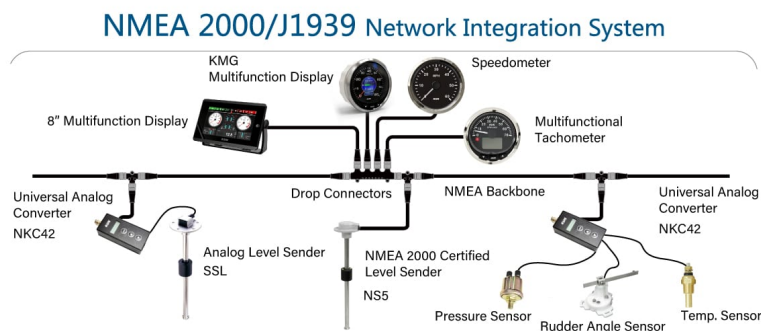 NMEA 2000/J1939 Network Integration System
KMG
Multifunction Display
Speedometer
8" Multifunction Display
Multifunctional
Tachometer
Drop Connectors
NMEA Backbone
Universal Analog
Converter
NKC42
Universal Analog
Converter
NKC42
Analog Level Sender
SSL
NMEA 2000 Certified
Level Sender
NS5
Pressure Sensor
Rudder Angle Sensor
Temp. Sensor